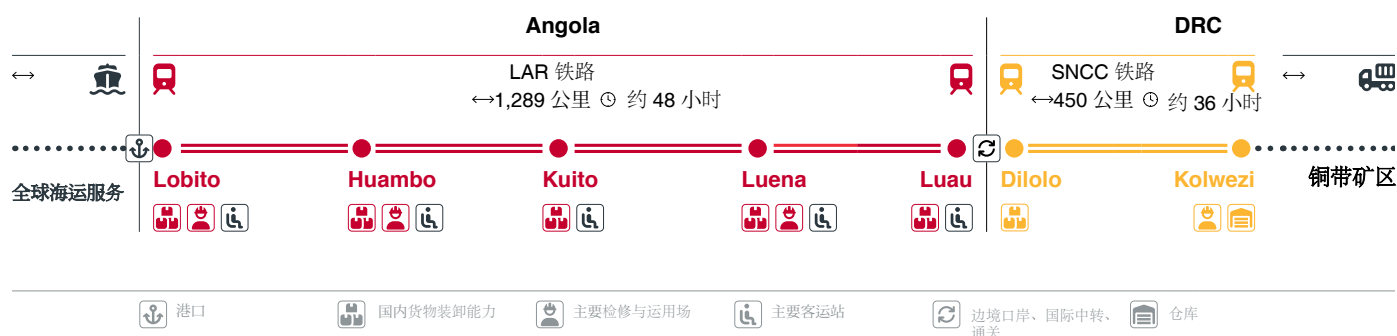 Angola
DRC
LAR 铁路
↔1,289 公里 约 48 小时
SNCC 铁路
↔450 公里 约 36 小时
全球海运服务
Lobito
Huambo
Kuito
Luena
Luau
Dilolo
Kolwezi
铜带矿区
港口
国内货物装卸能力
主要检修与运用场
主要客运站
边境口岸、国际中转、
通关
仓库